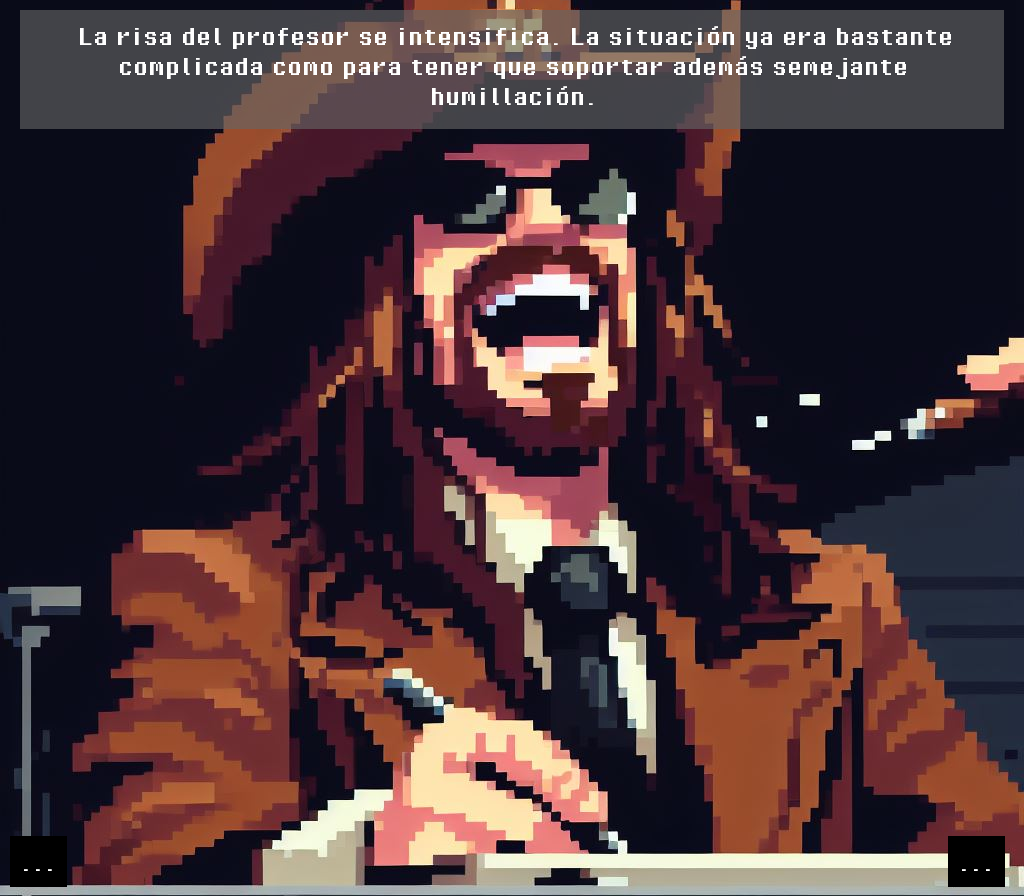 La risa del profesor se intensifica. La situación ya era bastante
complicada como para tener que soportar además semejante
humillación.
... ...